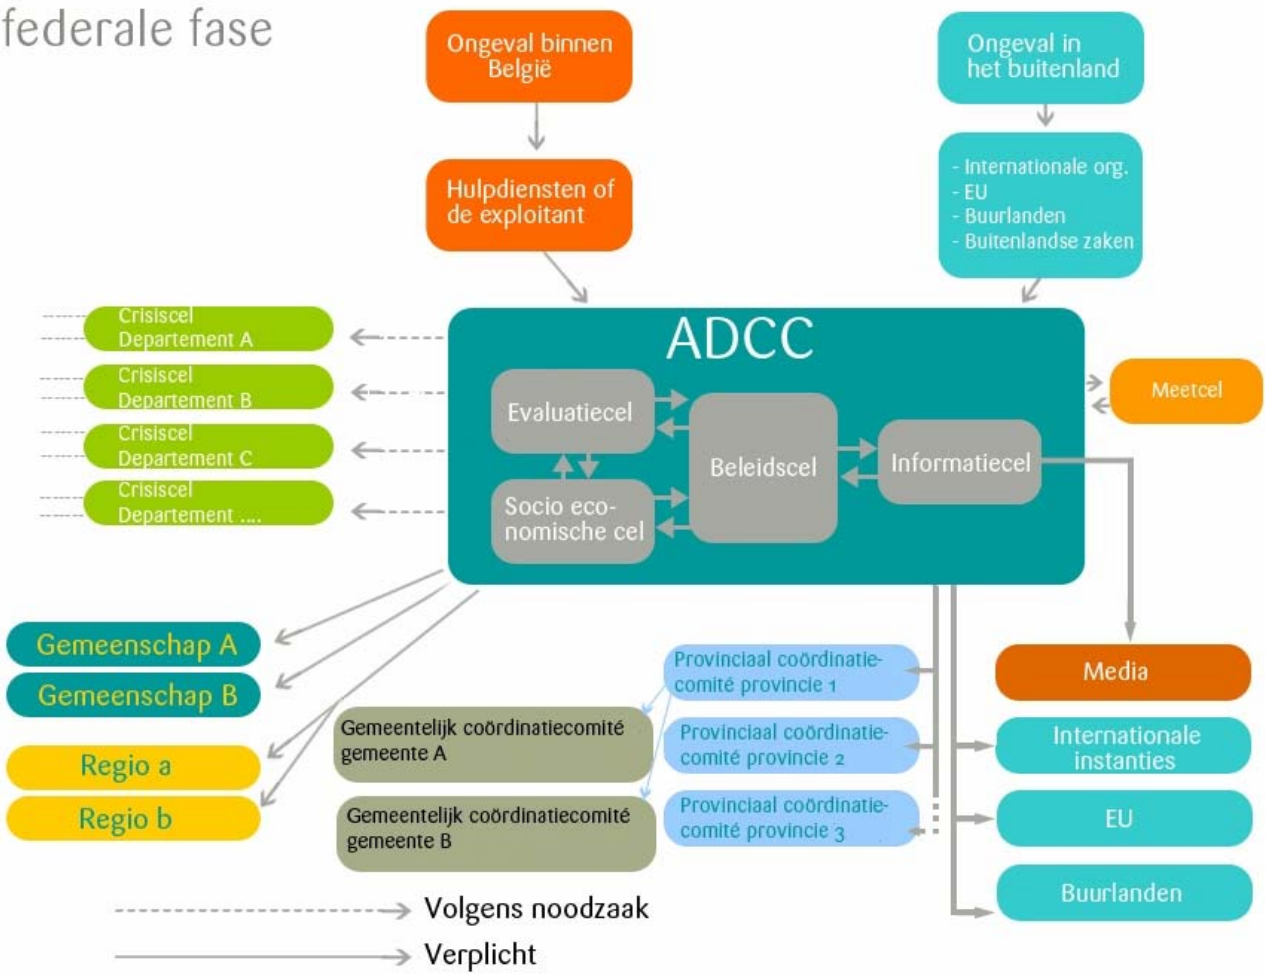 federale fase
Ongeval binnen
België
Ongeval in
het buitenland
Hulpdiensten of
de exploitant
- Internationale org.
- EU
- Buurlanden
- Buitenlandse zaken
ADCC
Crisiscel
Departement A
Crisiscel
Departement B
Crisiscel
Departement C
Crisiscel
Departement ....
Evaluatiecel
Socio eco-
nomische cel
Beleidscel
Informatiecel
Meetcel
Gemeenschap A
Gemeenschap B
Regio a
Regio b
Gemeentelijk coördinatiecomité
gemeente A
Gemeentelijk coördinatiecomité
gemeente B
Provinciaal coördinatie-
comité provincie 1
Provinciaal coördinatie-
comité provincie 2
Provinciaal coördinatie-
comité provincie 3
Media
Internationale
instanties
EU
Buurlanden
Volgens noodzaak
Verplicht